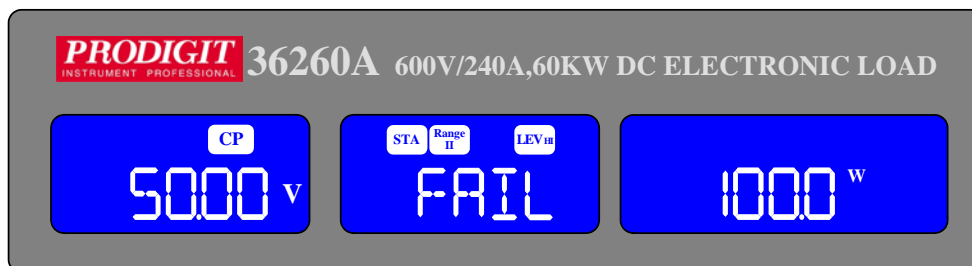 PRODIGIT
INSTRUMENT PROFESSIONAL
36260A 600V/240A,60KW DC ELECTRONIC LOAD
CP
50.00 V
STA Range II LEV HI
FAIL
100.0 W